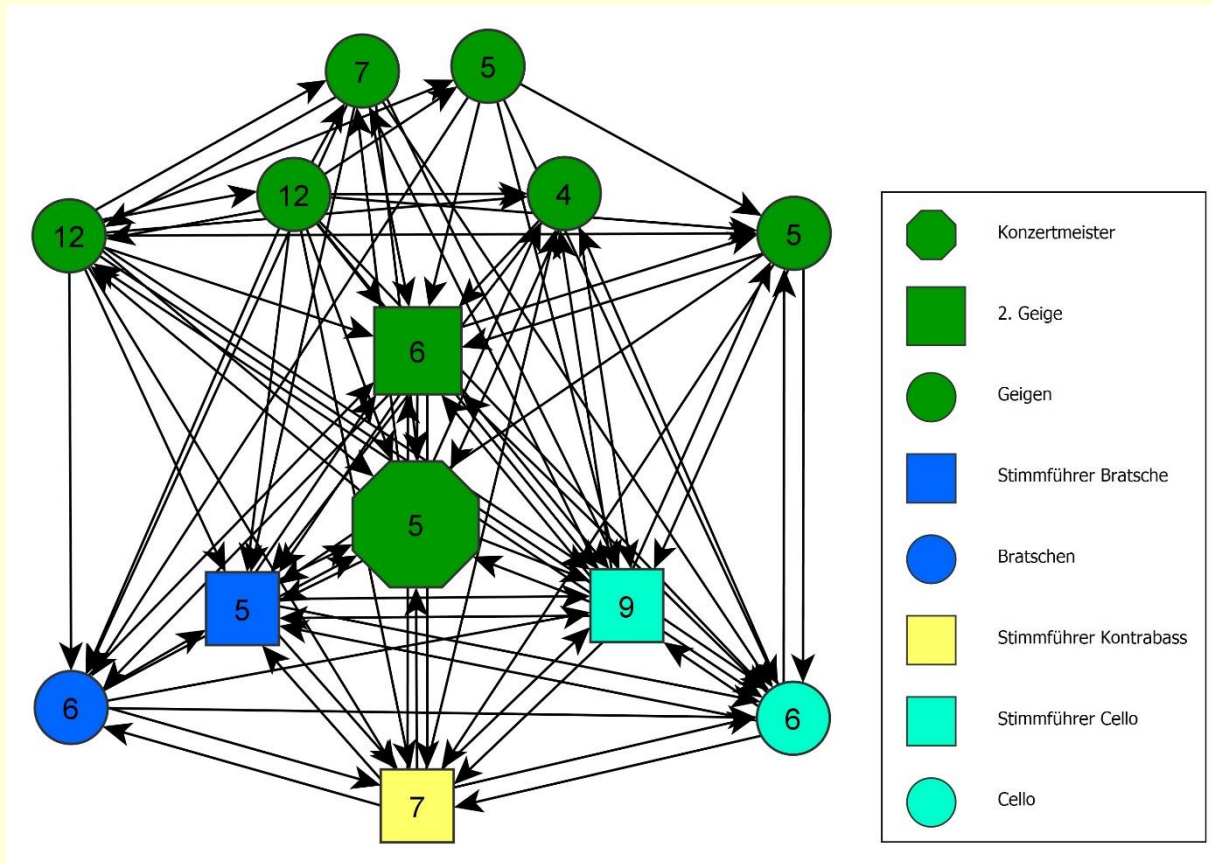 7
5
12
4
12
5
6
5
5
9
6
6
7
Konzertmeister
2. Geige
Geigen
Stimmführer Bratsche
Bratschen
Stimmführer Kontrabass
Stimmführer Cello
Cello